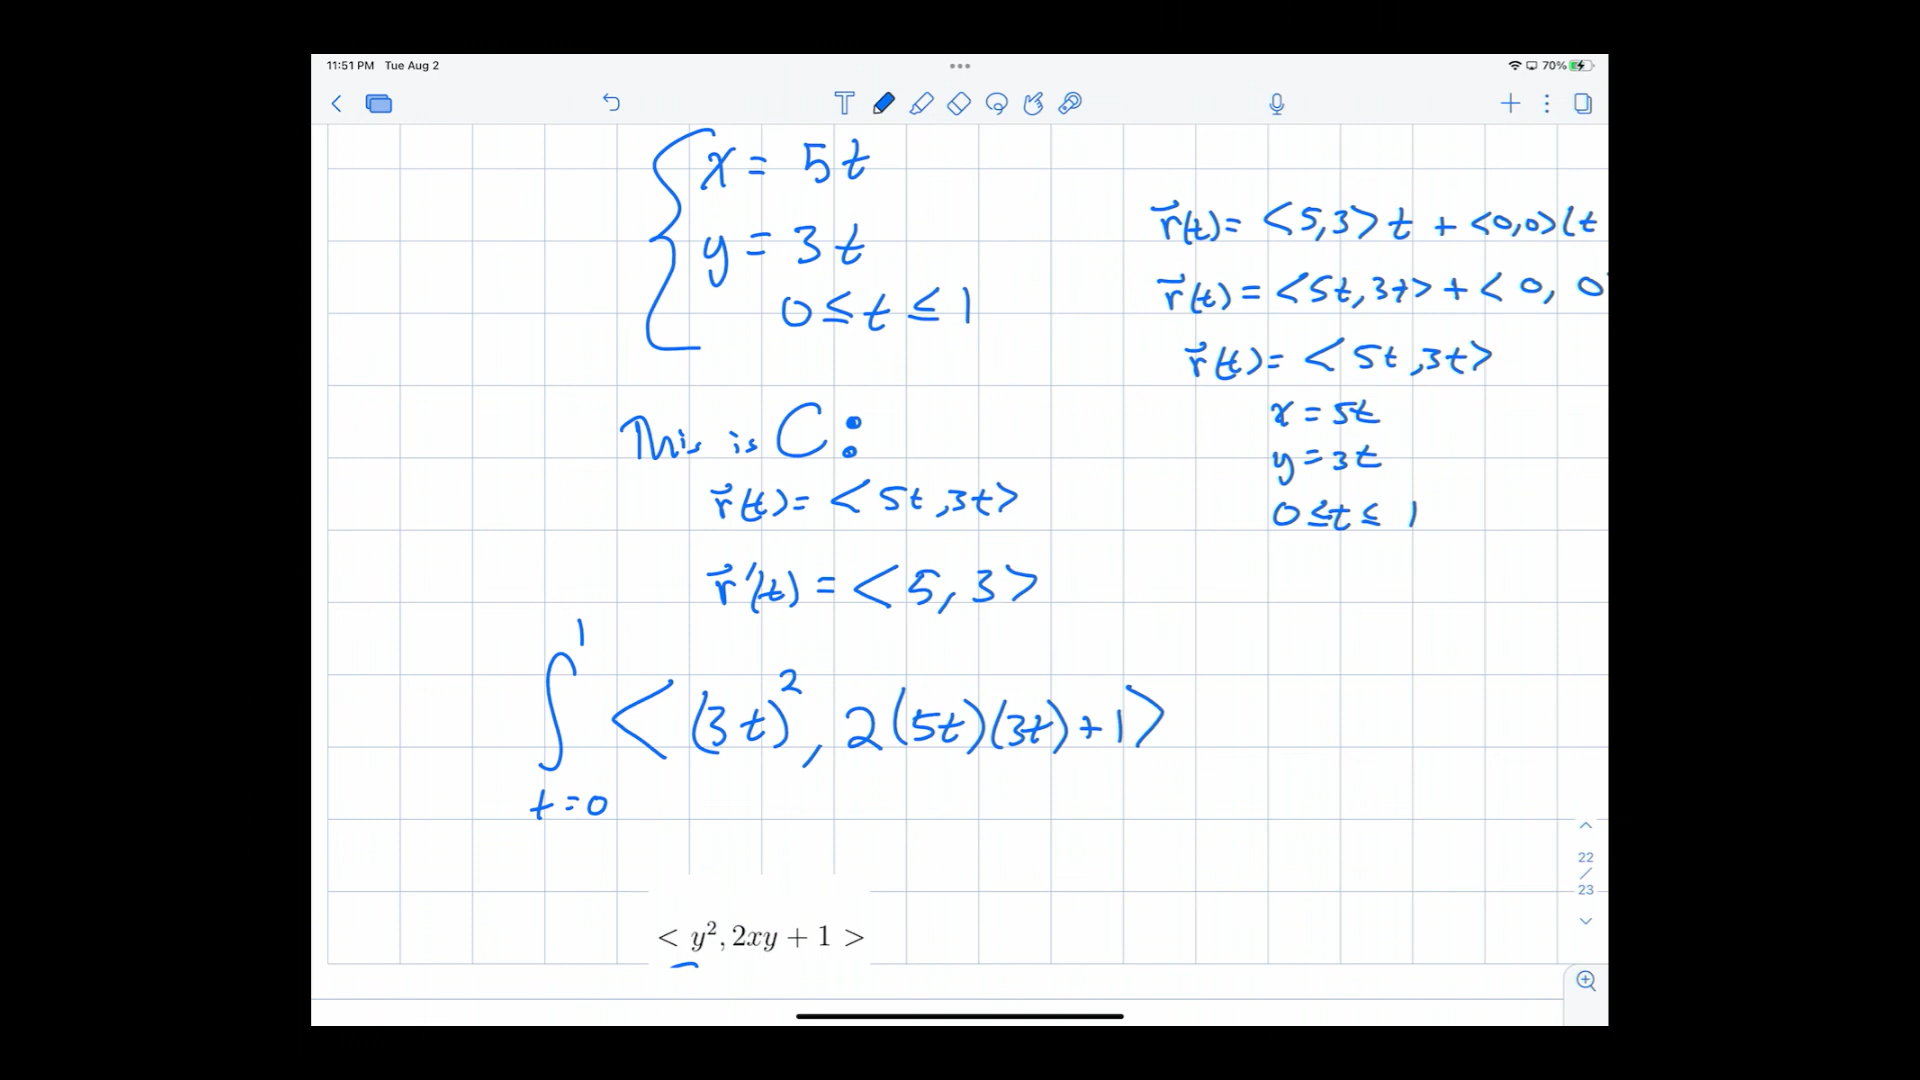 11:51 PM Tue Aug 2
70%
x = 5t
y = 3t
0 ≤ t ≤ 1
r⃗(t) = <5,3>t + <0,0>(t
r⃗(t) = <5t,3t> + <0, 0
r⃗(t) = <5t,3t>
x = 5t
y = 3t
0 ≤ t ≤ 1
This is C:
r⃗(t) = <5t,3t>
r⃗'(t) = <5, 3>
∫ₜ₌₀¹ <(3t)², 2(5t)(3t)+1>
< y², 2xy + 1 >
22
/
23